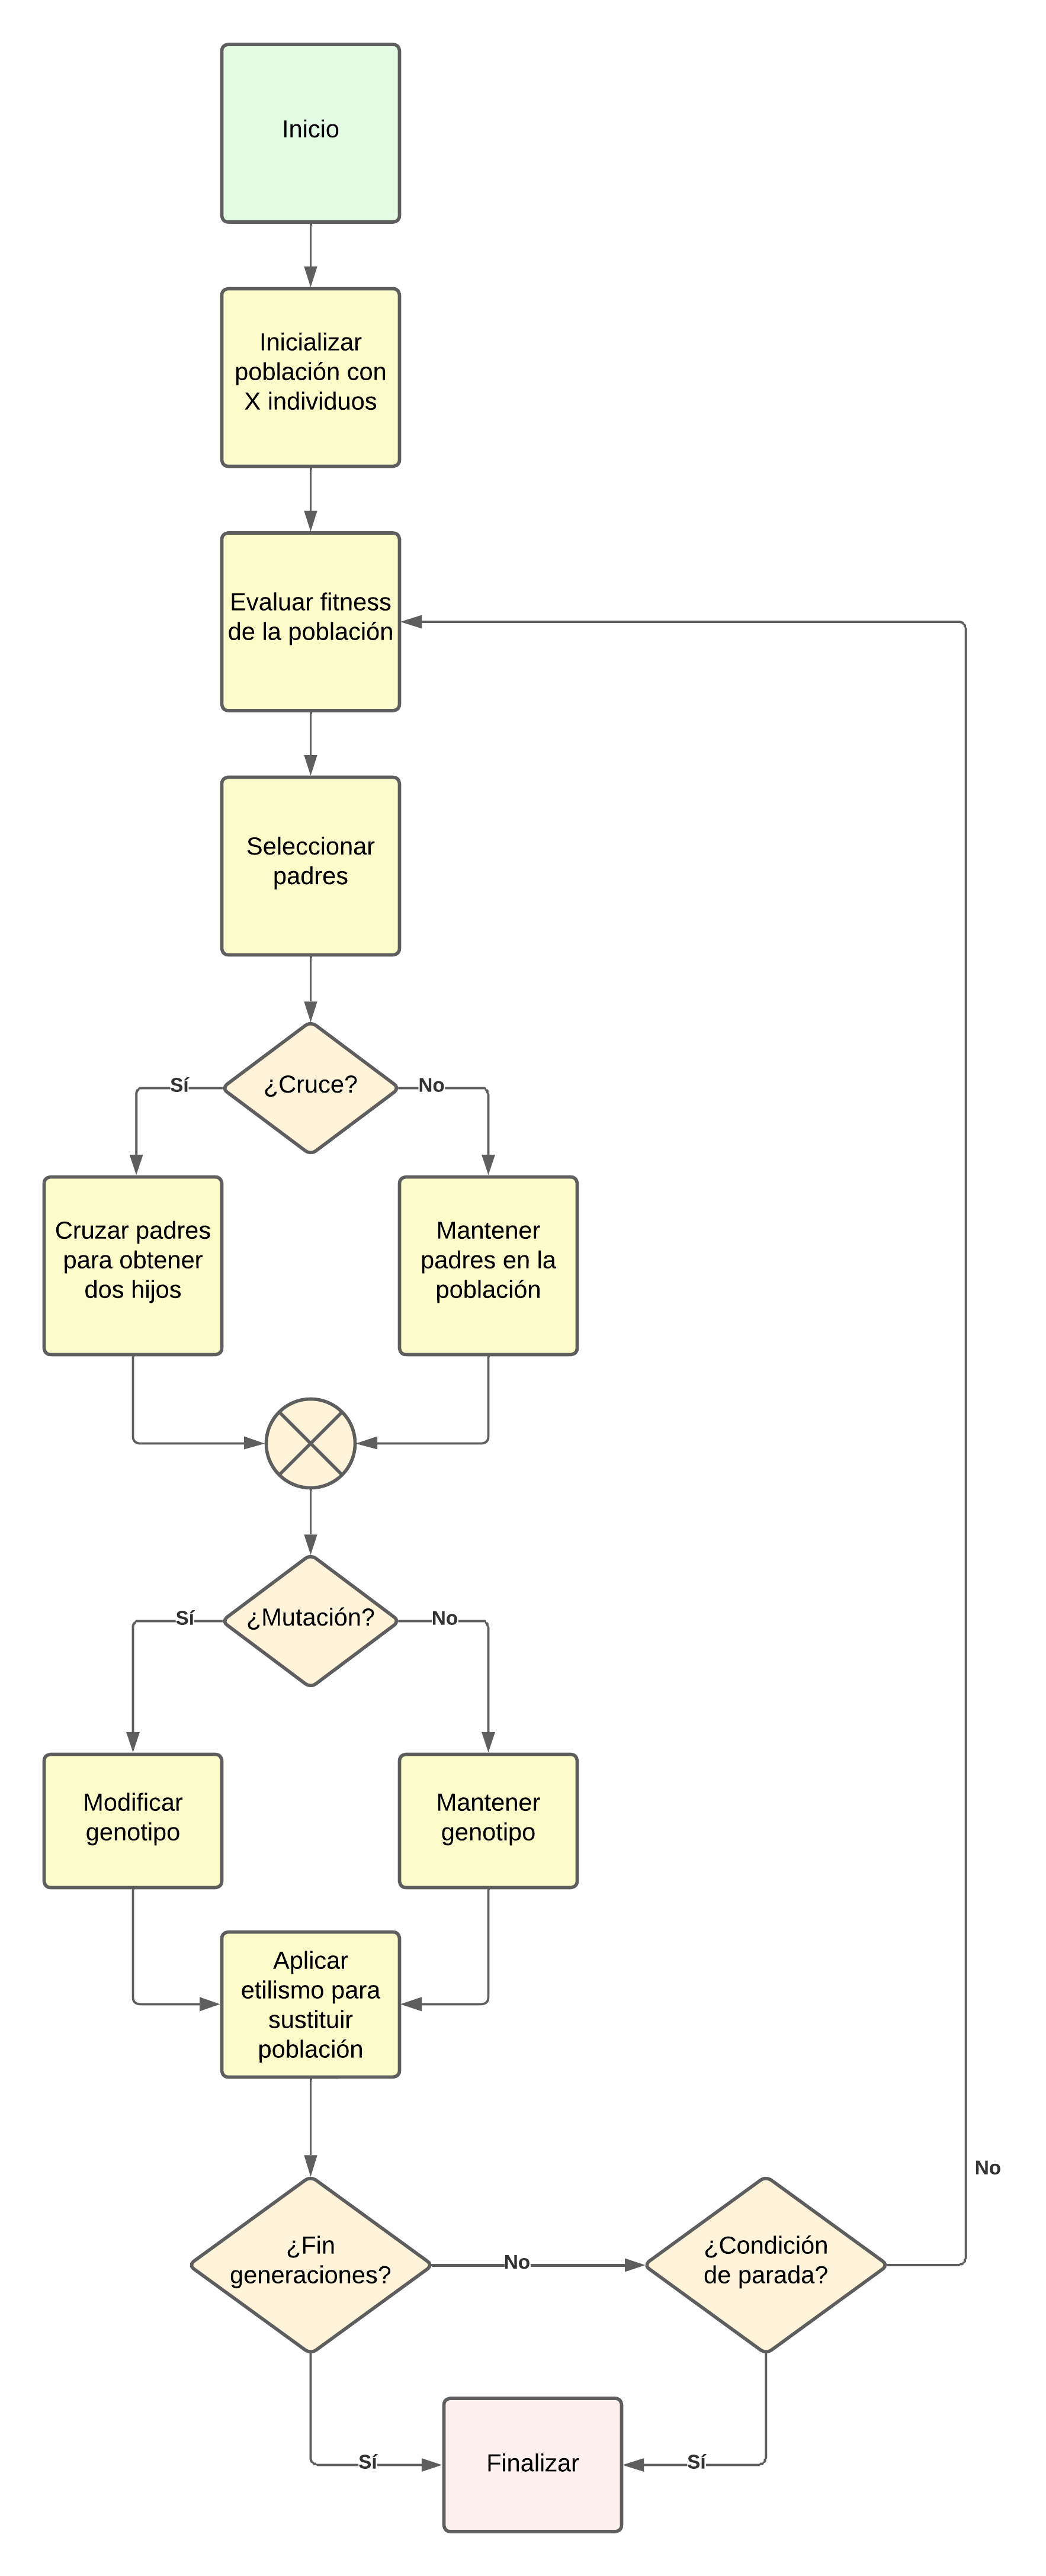 Inicio
Inicializar
población con
X individuos
Evaluar fitness
de la población
Seleccionar
padres
¿Cruce?
Sí
No
Cruzar padres
para obtener
dos hijos
Mantener
padres en la
población
¿Mutación?
Sí
No
Modificar
genotipo
Mantener
genotipo
Aplicar
etilismo para
sustituir
población
¿Fin
generaciones?
No
¿Condición
de parada?
No
Sí
Finalizar
Sí